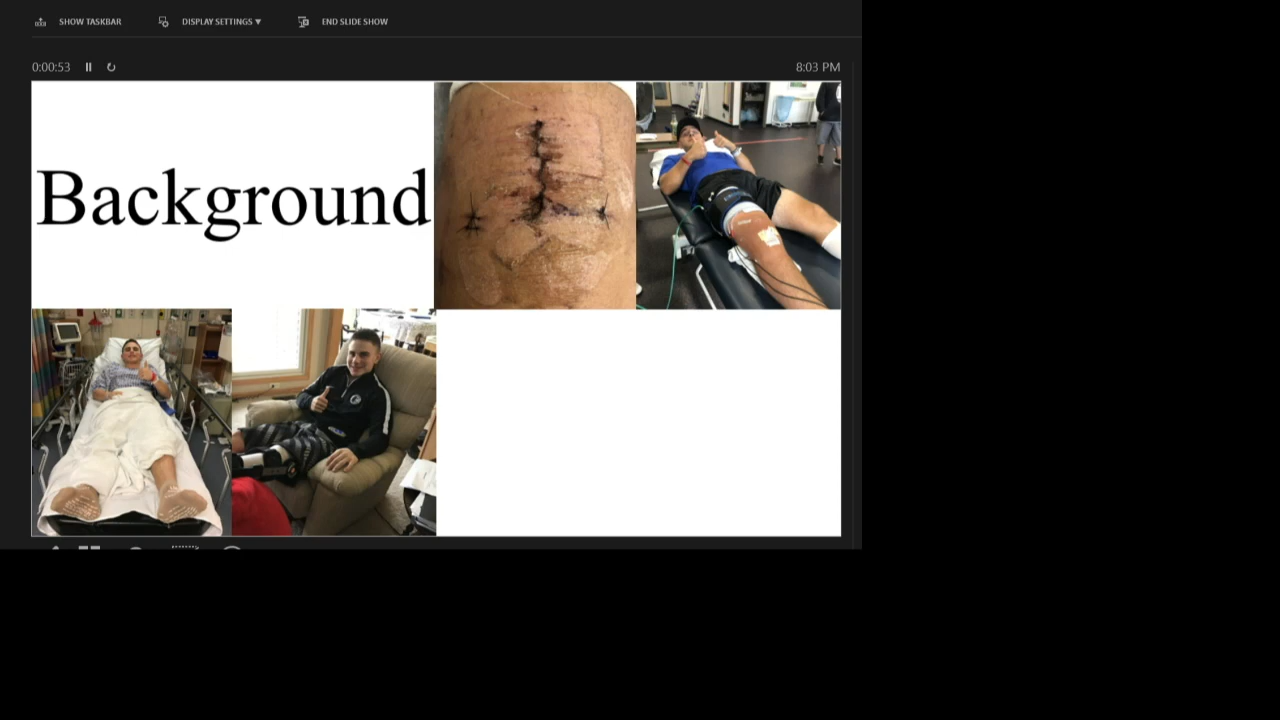 SHOW TASKBAR DISPLAY SETTINGS ▼ END SLIDE SHOW
0:00:53 8:03 PM
Background